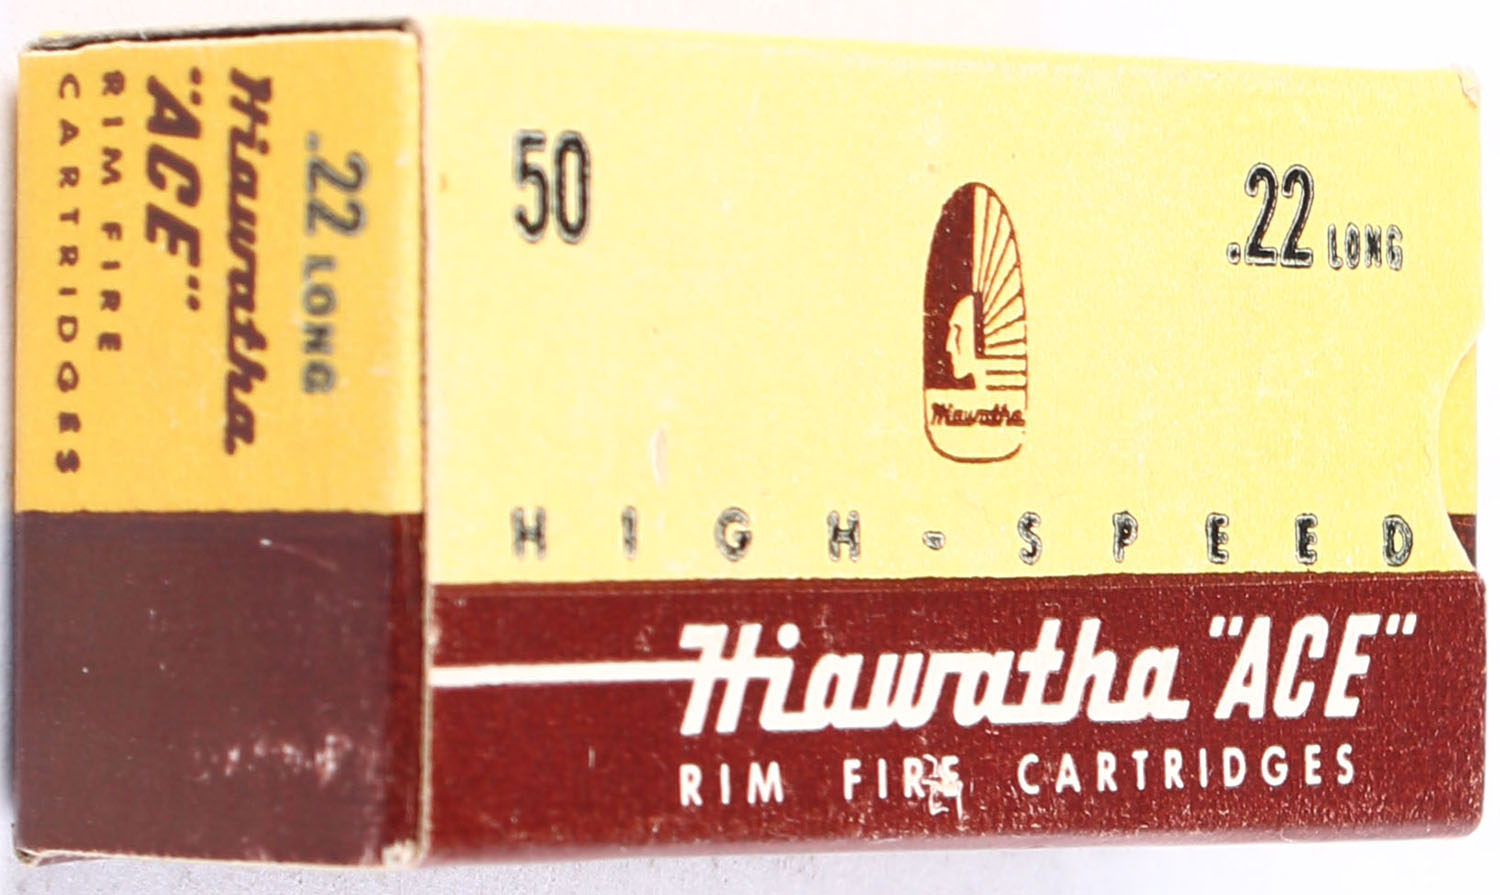 .22 LONG
Hiawatha
"ACE"
RIM FIRE
CARTRIDGES
50
.22 LONG
Hiawatha
HIGH-SPEED
Hiawatha "ACE"
RIM FIRE CARTRIDGES